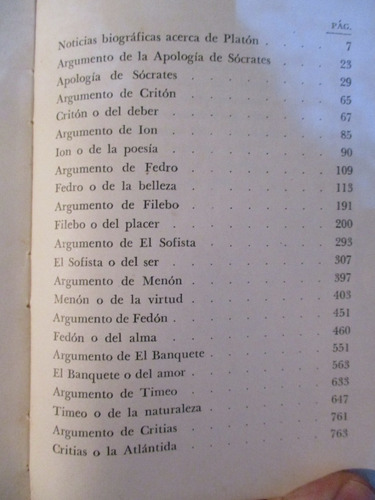 PÁG.
Noticias biográficas acerca de Platón . . . . 7
Argumento de la Apología de Sócrates . . . . 23
Apología de Sócrates . . . . . . . 29
Argumento de Critón . . . . . . . 65
Critón o del deber . . . . . . . 67
Argumento de Ion . . . . . . . 85
Ion o de la poesía . . . . . . . 90
Argumento de Fedro . . . . . . . 109
Fedro o de la belleza . . . . . . . 113
Argumento de Filebo . . . . . . . 191
Filebo o del placer . . . . . . . 200
Argumento de El Sofista . . . . . . 293
El Sofista o del ser . . . . . . . 307
Argumento de Menón . . . . . . . 397
Menón o de la virtud . . . . . . . 403
Argumento de Fedón . . . . . . . 451
Fedón o del alma . . . . . . . 460
Argumento de El Banquete . . . . . . 551
El Banquete o del amor . . . . . . 563
Argumento de Timeo . . . . . . . 633
Timeo o de la naturaleza . . . . . . 647
Argumento de Critias . . . . . . . 761
Critias o la Atlántida . . . . . . 763